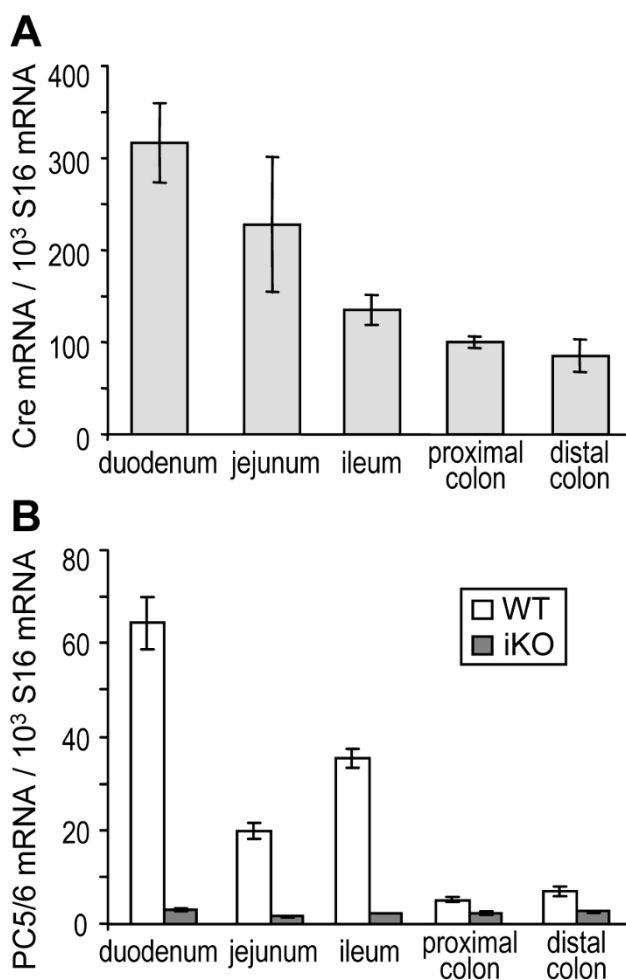 A
Cre mRNA / 10³ S16 mRNA
400
300
200
100
0
duodenum jejunum ileum proximal colon distal colon
B
PC5/6 mRNA / 10³ S16 mRNA
80
60
40
20
0
WT
iKO
duodenum jejunum ileum proximal colon distal colon